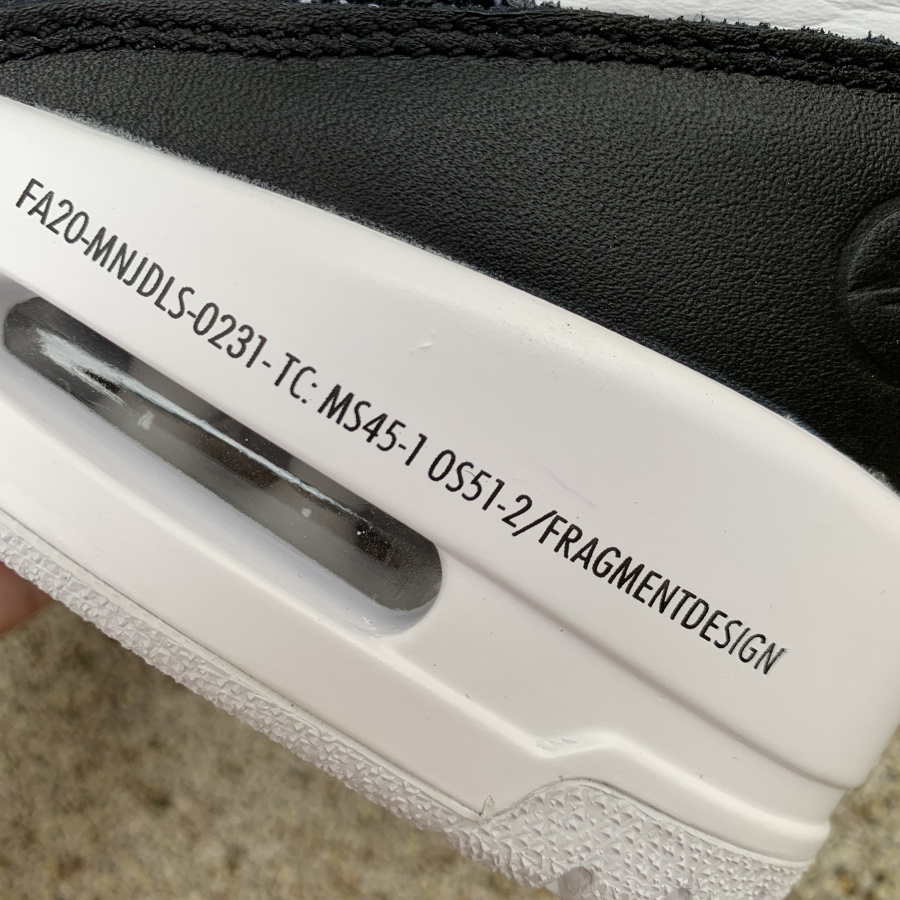 FA20-MNJDLS-0231-TC: MS45-1 OS51-2/FRAGMENTDESIGN